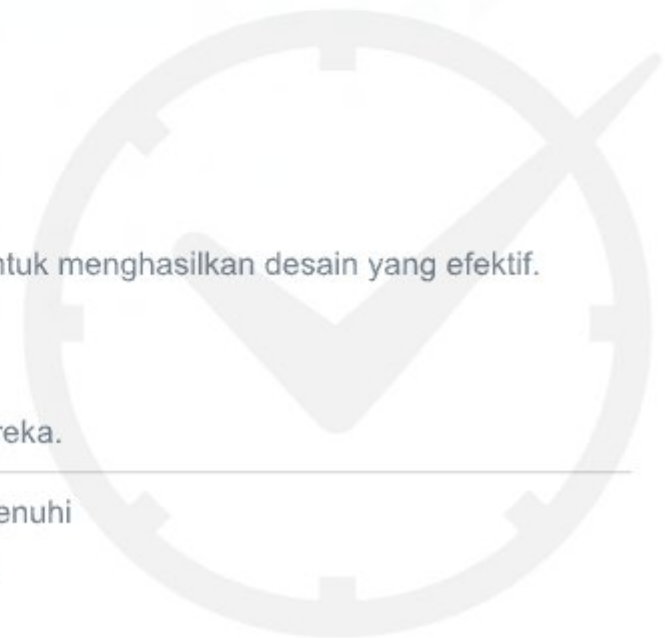 ntuk menghasilkan desain yang efektif.
reka.
enuhi